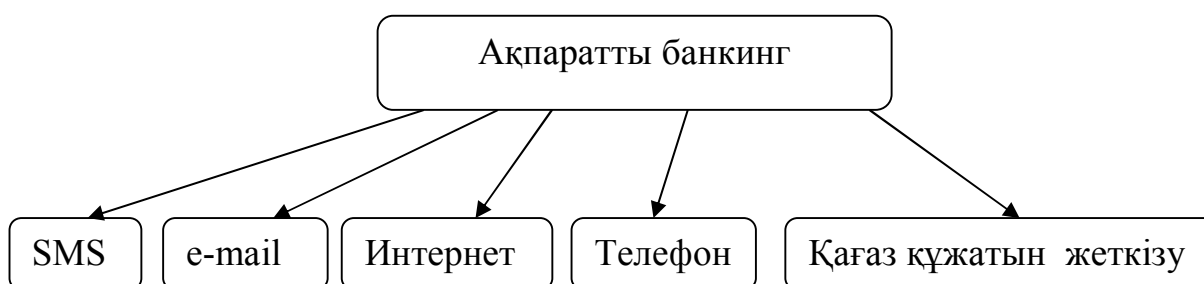 Ақпаратты банкинг
SMS e-mail Интернет Телефон Қағаз құжатын жеткізу